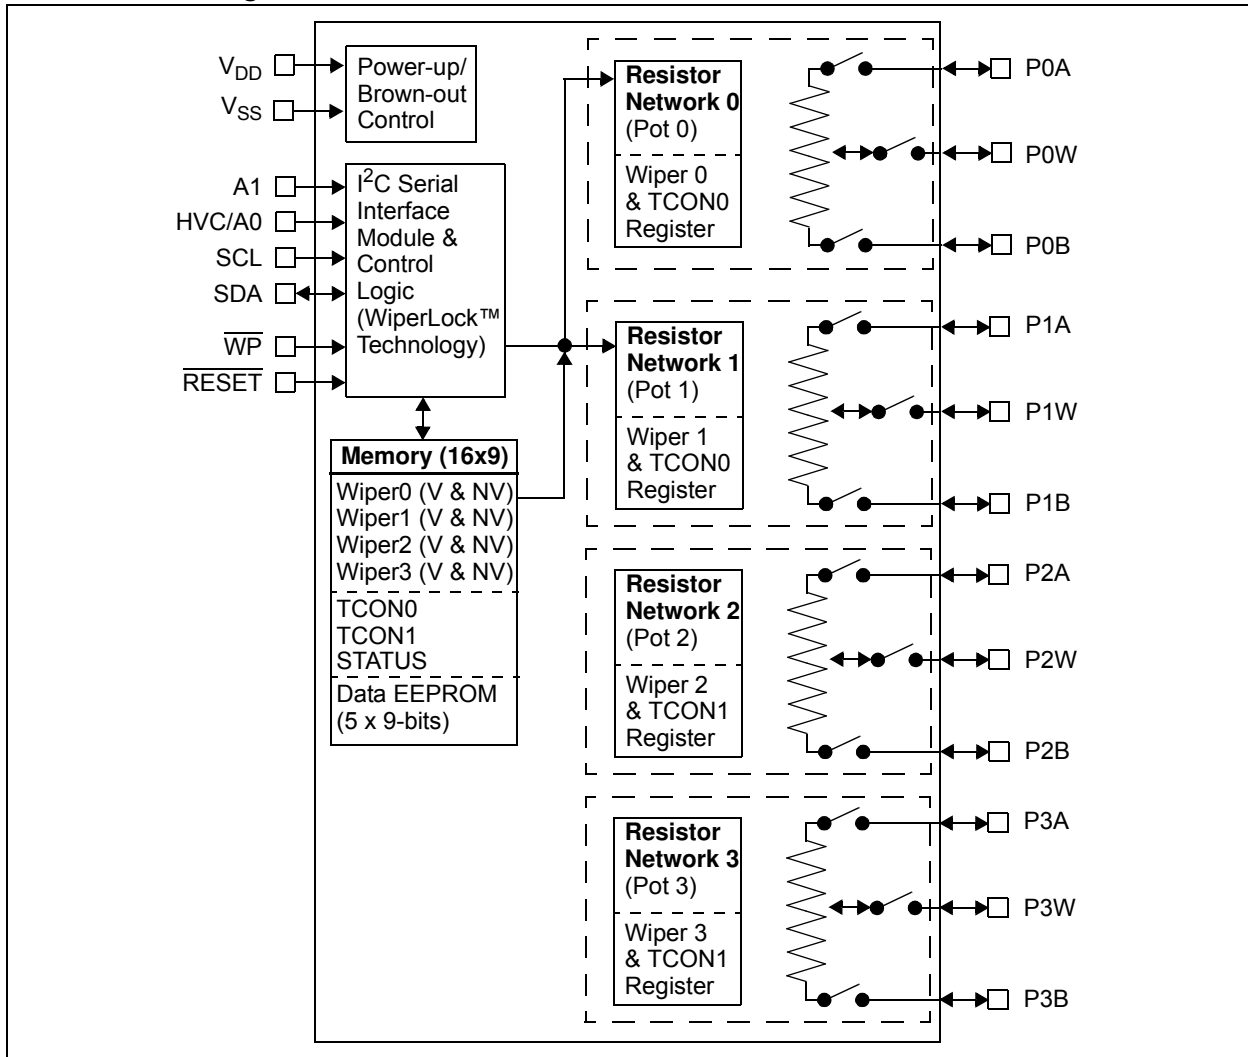 V_DD
V_SS
Power-up/
Brown-out
Control
A1
HVC/A0
SCL
SDA
WP
RESET
I²C Serial
Interface
Module &
Control
Logic
(WiperLock™
Technology)
Memory (16x9)
Wiper0 (V & NV)
Wiper1 (V & NV)
Wiper2 (V & NV)
Wiper3 (V & NV)
TCON0
TCON1
STATUS
Data EEPROM
(5 x 9-bits)
Resistor
Network 0
(Pot 0)
Wiper 0
& TCON0
Register
P0A
P0W
P0B
Resistor
Network 1
(Pot 1)
Wiper 1
& TCON0
Register
P1A
P1W
P1B
Resistor
Network 2
(Pot 2)
Wiper 2
& TCON1
Register
P2A
P2W
P2B
Resistor
Network 3
(Pot 3)
Wiper 3
& TCON1
Register
P3A
P3W
P3B